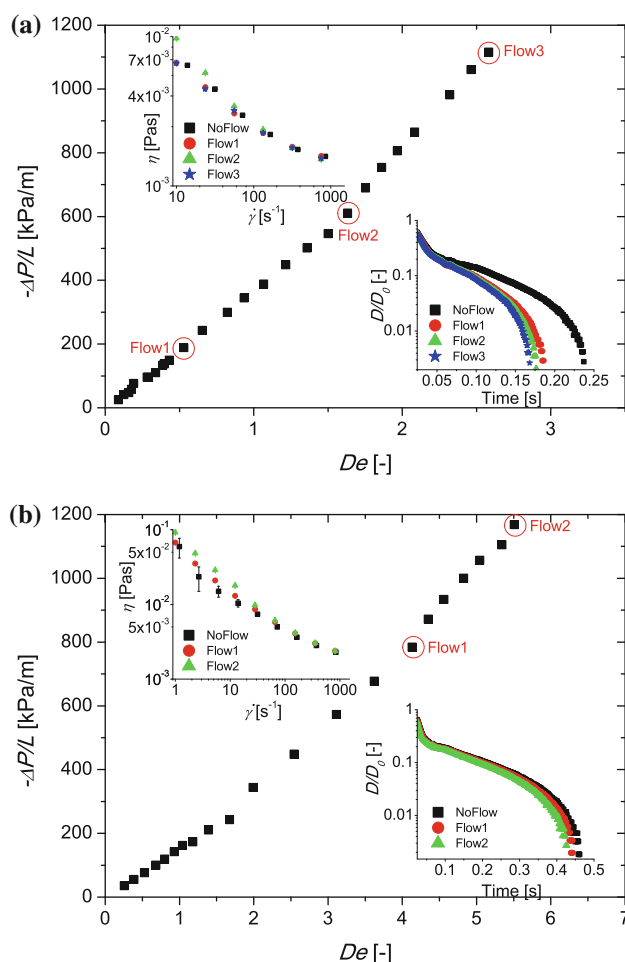 (a)
1200
1000
800
600
400
200
0
-ΔP/L [kPa/m]
0
1
2
3
De [-]
Flow1
Flow2
Flow3
10⁻²
7x10⁻³
4x10⁻³
10⁻³
η [Pas]
NoFlow
Flow1
Flow2
Flow3
10
100
1000
γ̇ [s⁻¹]
1
0.1
0.01
D/D₀ [-]
NoFlow
Flow1
Flow2
Flow3
0.05
0.10
0.15
0.20
0.25
Time [s]
(b)
1200
1000
800
600
400
200
0
-ΔP/L [kPa/m]
0
1
2
3
4
5
6
7
De [-]
Flow1
Flow2
10⁻¹
5x10⁻²
10⁻²
5x10⁻³
10⁻³
η [Pas]
NoFlow
Flow1
Flow2
1
10
100
1000
γ̇ [s⁻¹]
1
0.1
0.01
D/D₀ [-]
NoFlow
Flow1
Flow2
0.1
0.2
0.3
0.4
0.5
Time [s]